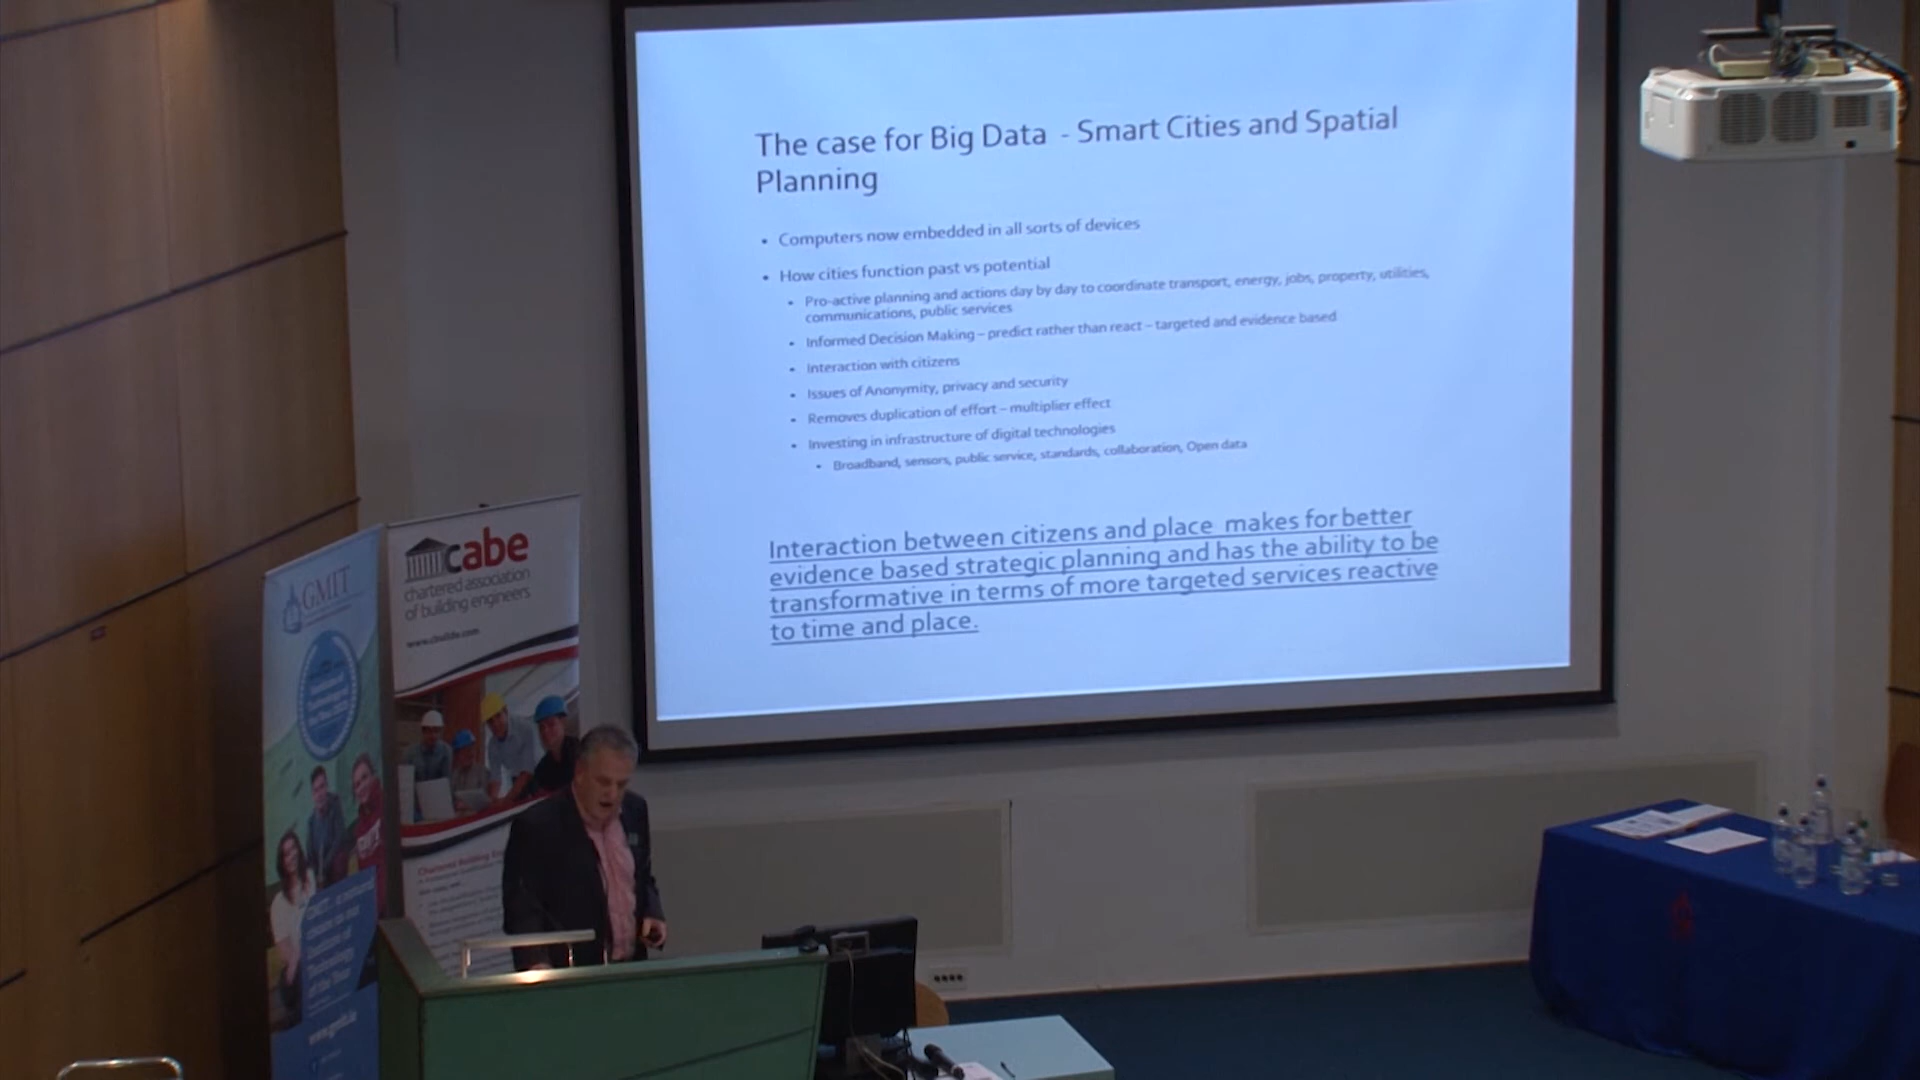 The case for Big Data - Smart Cities and Spatial
Planning
• Computers now embedded in all sorts of devices
• How cities function past vs potential
• Pro-active planning and actions day by day to coordinate transport, energy, jobs, property, utilities,
communications, public services
• Informed Decision Making – predict rather than react – targeted and evidence based
• Interaction with citizens
• Issues of Anonymity, privacy and security
• Removes duplication of effort – multiplier effect
• Investing in infrastructure of digital technologies
• Broadband, sensors, public service, standards, collaboration, Open data
Interaction between citizens and place makes for better
evidence based strategic planning and has the ability to be
transformative in terms of more targeted services reactive
to time and place.
GMIT
cabe
chartered association
of building engineers